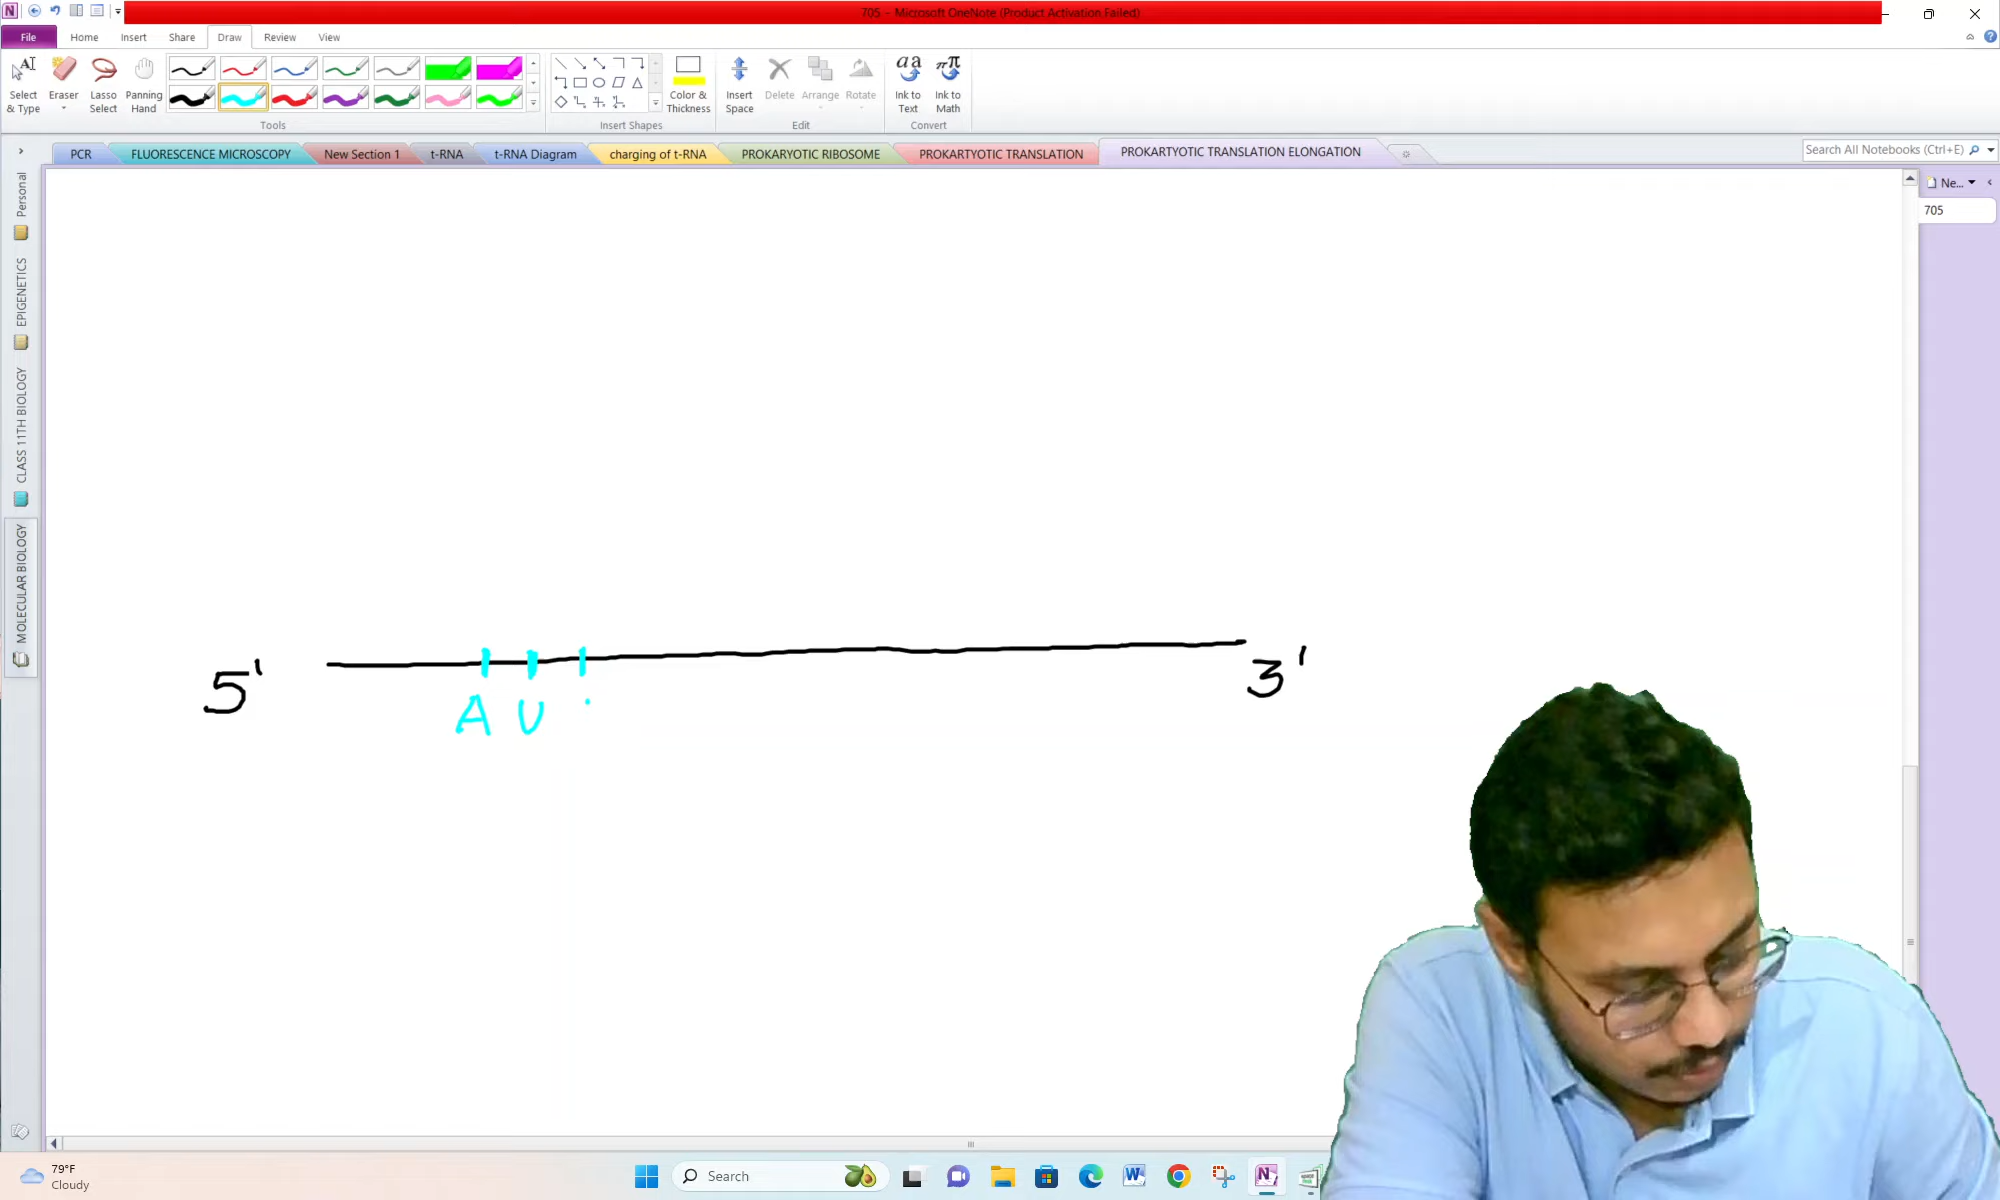 705 - Microsoft OneNote (Product Activation Failed)
File Home Insert Share Draw Review View
Select & Type
Eraser
Lasso Select
Panning Hand
Color & Thickness
Insert Space
Delete
Arrange
Rotate
Ink to Text
Ink to Math
Tools
Insert Shapes
Edit
Convert
PCR
FLUORESCENCE MICROSCOPY
New Section 1
t-RNA
t-RNA Diagram
charging of t-RNA
PROKARYOTIC RIBOSOME
PROKARTYOTIC TRANSLATION
PROKARTYOTIC TRANSLATION ELONGATION
Search All Notebooks (Ctrl+E)
Ne...
705
Personal
EPIGENETICS
CLASS 11TH BIOLOGY
MOLECULAR BIOLOGY
5' 3'
A U
79°F
Cloudy
Search